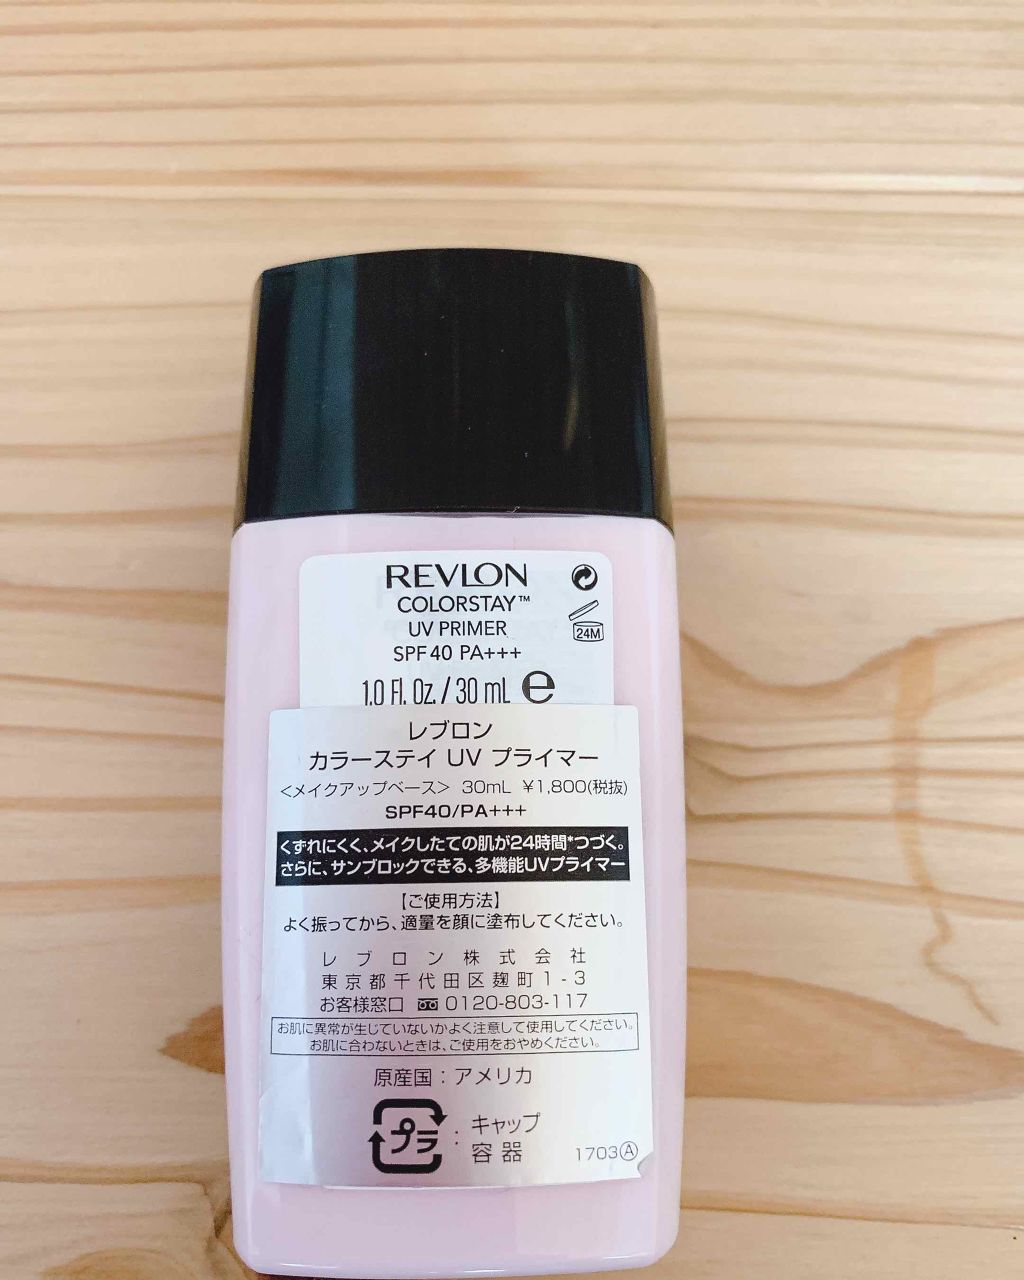 REVLON
COLORSTAY™
UV PRIMER
SPF 40 PA+++
24M
1.0 Fl. Oz. / 30 mL e
レブロン
カラーステイ UV プライマー
＜メイクアップベース＞ 30mL ¥1,800(税抜)
SPF40/PA+++
くずれにくく、メイクしたての肌が24時間*つづく。
さらに、サンブロックできる、多機能UVプライマー
【ご使用方法】
よく振ってから、適量を顔に塗布してください。
レブロン株式会社
東京都千代田区麹町1-3
お客様窓口 0120-803-117
お肌に異常が生じていないかよく注意して使用してください。
お肌に合わないときは、ご使用をおやめください。
原産国：アメリカ
プラ : キャップ
容器
1703Ⓐ